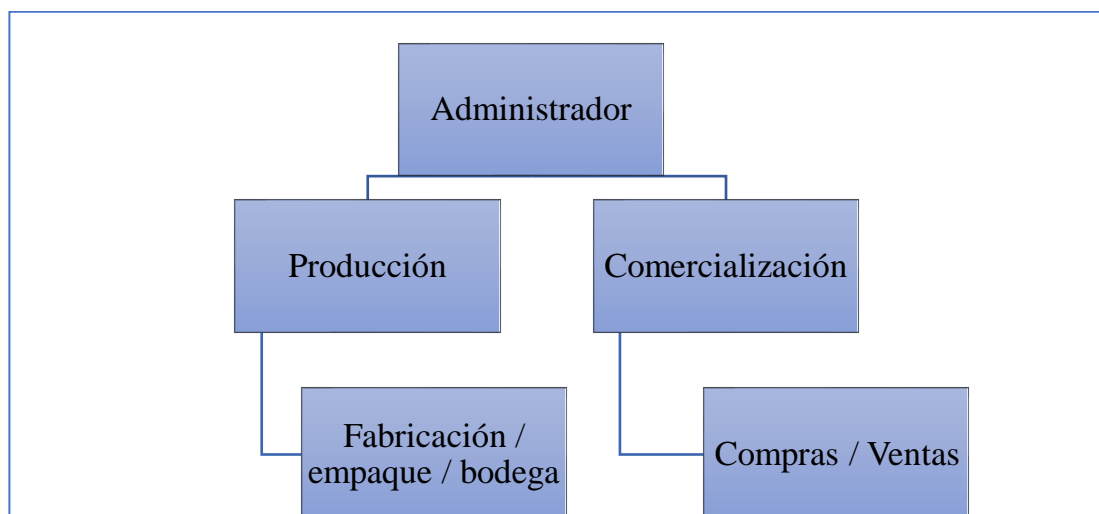 Administrador
Producción
Comercialización
Fabricación /
empaque / bodega
Compras / Ventas